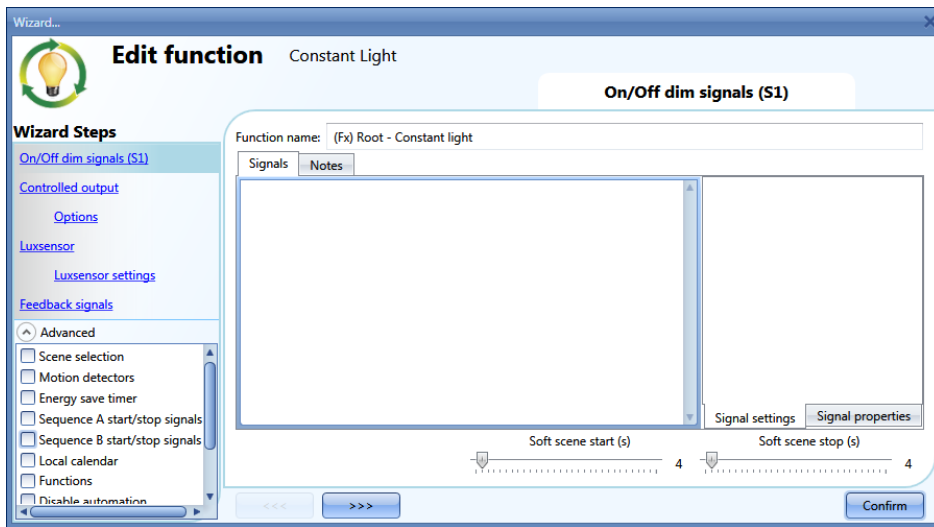 Wizard...
Edit function Constant Light
On/Off dim signals (S1)
Wizard Steps
On/Off dim signals (S1)
Controlled output
Options
Luxsensor
Luxsensor settings
Feedback signals
Advanced
Scene selection
Motion detectors
Energy save timer
Sequence A start/stop signals
Sequence B start/stop signals
Local calendar
Functions
Disable automation
Function name: (Fx) Root - Constant light
Signals Notes
Signal settings Signal properties
Soft scene start (s) Soft scene stop (s)
4 4
<<< >>> Confirm